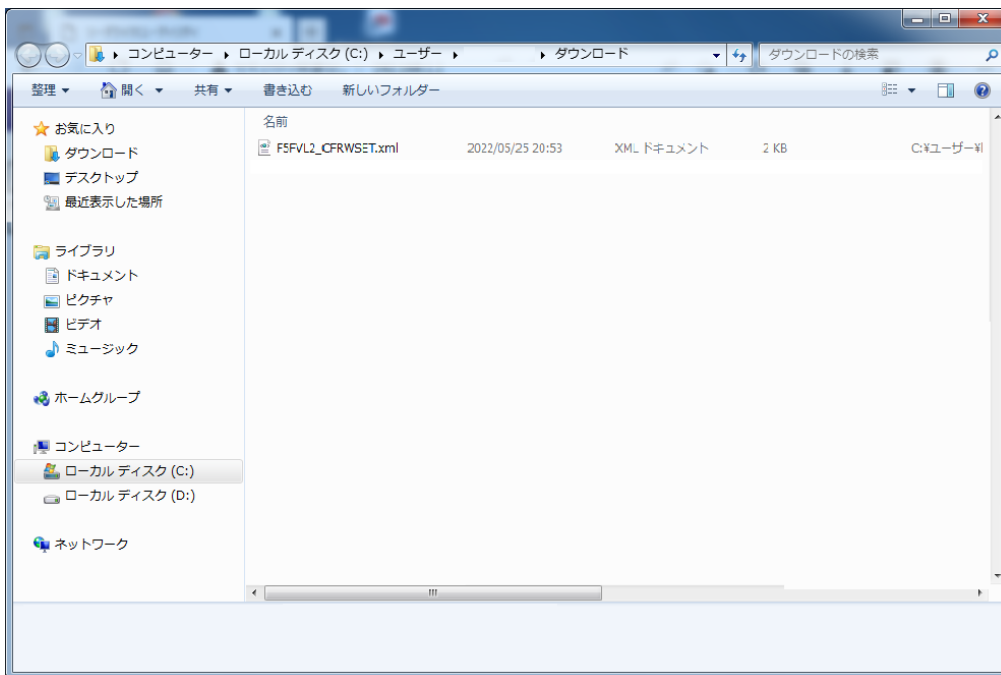 コンピューター ▸ ローカル ディスク (C:) ▸ ユーザー ▸ ▸ ダウンロード
ダウンロードの検索
整理 ▼ 開く ▼ 共有 ▼ 書き込む 新しいフォルダー
名前
F5FVL2_CFRWSET.xml 2022/05/25 20:53 XML ドキュメント 2 KB C:¥ユーザー¥
お気に入り
ダウンロード
デスクトップ
最近表示した場所
ライブラリ
ドキュメント
ピクチャ
ビデオ
ミュージック
ホームグループ
コンピューター
ローカル ディスク (C:)
ローカル ディスク (D:)
ネットワーク